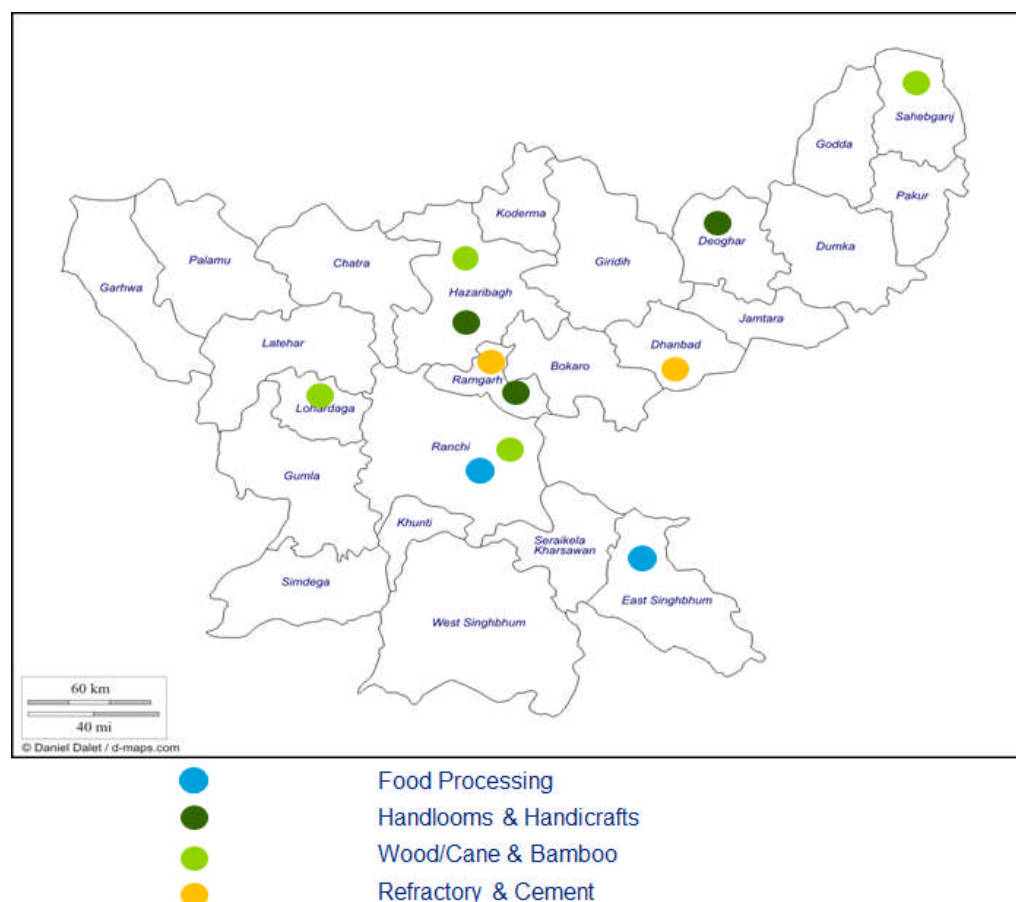 Sahebganj
Godda
Pakur
Koderma
Deoghar
Dumka
Palamu
Chatra
Giridih
Garhwa
Hazaribagh
Jamtara
Latehar
Dhanbad
Bokaro
Ramgarh
Lohardaga
Ranchi
Gumla
Khunti
Seraikela
Kharsawan
Simdega
East Singhbhum
West Singhbhum
60 km
40 mi
© Daniel Dalet / d-maps.com
Food Processing
Handlooms & Handicrafts
Wood/Cane & Bamboo
Refractory & Cement